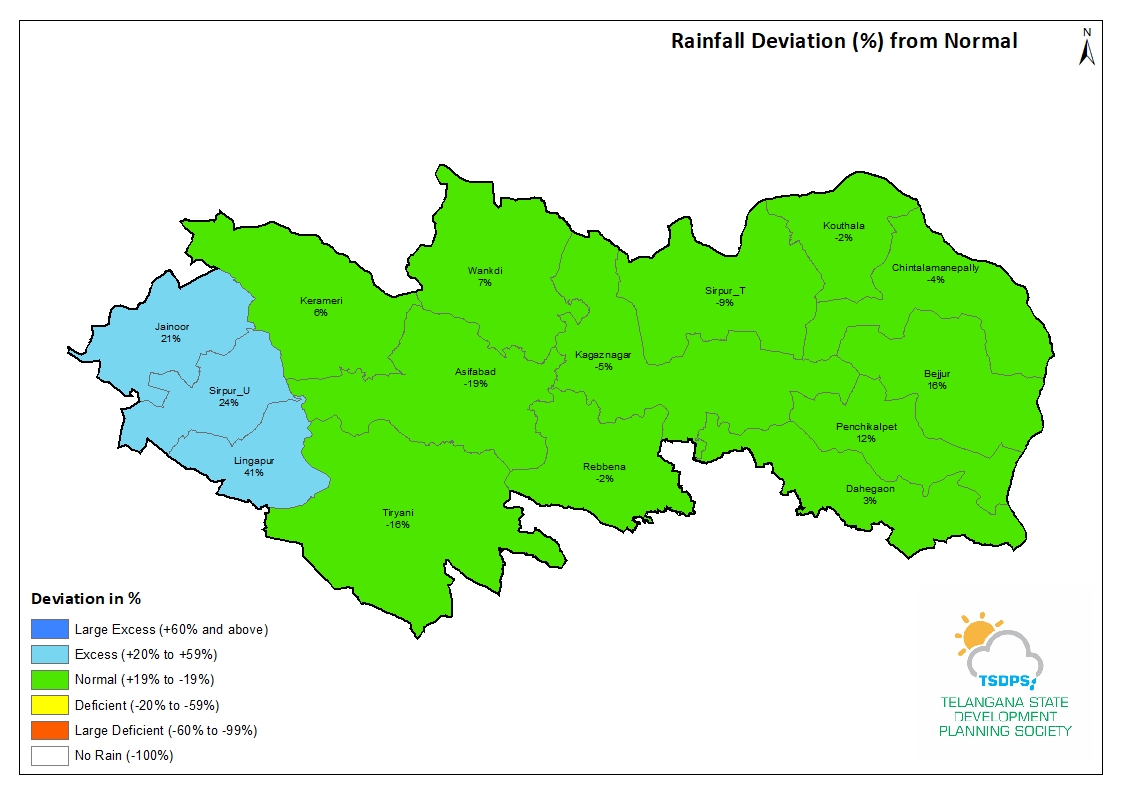 Rainfall Deviation (%) from Normal
N
Kouthala
-2%
Chintalamanepally
-4%
Wankdi
7%
Sirpur_T
-9%
Kerameri
6%
Jainoor
21%
Kagaznagar
-5%
Asifabad
-19%
Bejjur
16%
Sirpur_U
24%
Penchikalpet
12%
Lingapur
41%
Rebbena
-2%
Dahegaon
3%
Tiryani
-16%
Deviation in %
Large Excess (+60% and above)
Excess (+20% to +59%)
Normal (+19% to -19%)
Deficient (-20% to -59%)
Large Deficient (-60% to -99%)
No Rain (-100%)
TSDPS
TELANGANA STATE
DEVELOPMENT
PLANNING SOCIETY